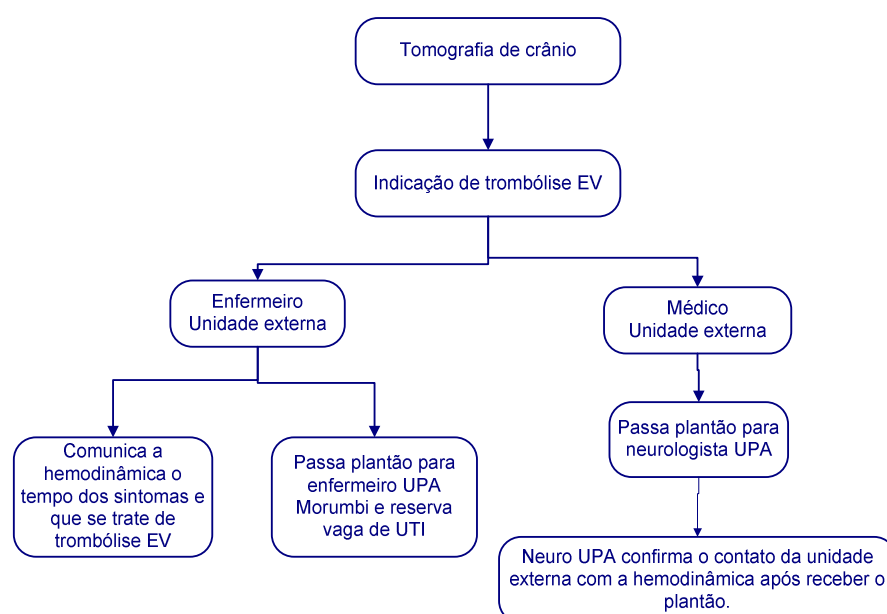 Tomografia de crânio
Indicação de trombólise EV
Enfermeiro
Unidade externa
Médico
Unidade externa
Comunica a
hemodinâmica o
tempo dos sintomas e
que se trate de
trombólise EV
Passa plantão para
enfermeiro UPA
Morumbi e reserva
vaga de UTI
Passa plantão para
neurologista UPA
Neuro UPA confirma o contato da unidade
externa com a hemodinâmica após receber o
plantão.